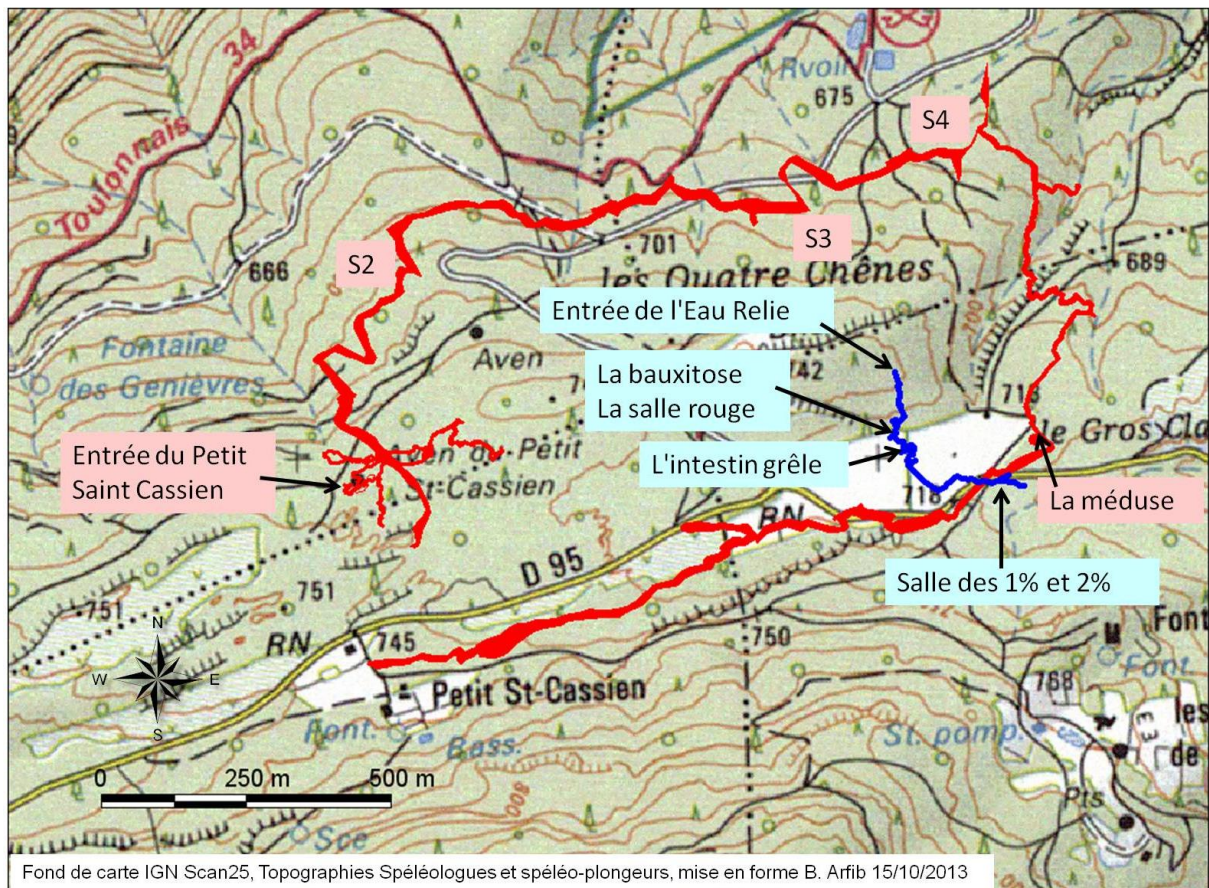 34
Toulonnais
Rvoir
675
S4
S2
S3
701
666
les Quatre Chênes
689
Entrée de l'Eau Relie
Fontaine
des Genièvres
Aven
La bauxitose
La salle rouge
L'intestin grêle
le Gros Cla
Entrée du Petit
Saint Cassien
Aven du Petit
St-Cassien
718
RN
La méduse
D 95
Salle des 1% et 2%
751
751
RN
745
750
Petit St-Cassien
Font.
Bass.
768
Font
Font.
les
de
St. pomp.
N
W E
S
0 250 m 500 m
800
Pts
Sce
Fond de carte IGN Scan25, Topographies Spéléologues et spéléo-plongeurs, mise en forme B. Arfib 15/10/2013